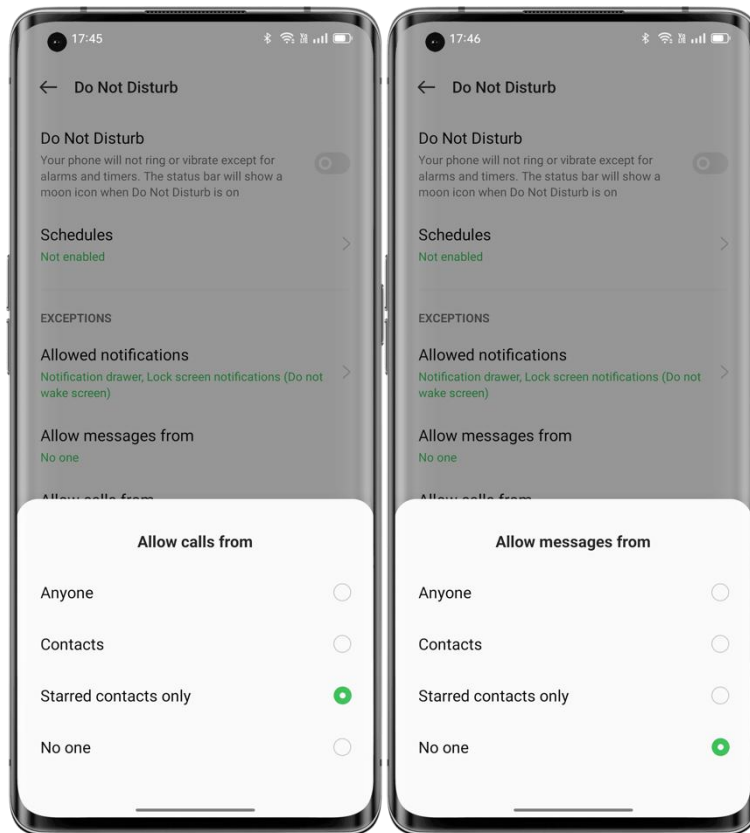 17:45
Do Not Disturb
Do Not Disturb
Your phone will not ring or vibrate except for
alarms and timers. The status bar will show a
moon icon when Do Not Disturb is on
Schedules
Not enabled
EXCEPTIONS
Allowed notifications
Notification drawer, Lock screen notifications (Do not
wake screen)
Allow messages from
No one
Allow calls from
Allow calls from
Anyone
Contacts
Starred contacts only
No one
17:46
Do Not Disturb
Do Not Disturb
Your phone will not ring or vibrate except for
alarms and timers. The status bar will show a
moon icon when Do Not Disturb is on
Schedules
Not enabled
EXCEPTIONS
Allowed notifications
Notification drawer, Lock screen notifications (Do not
wake screen)
Allow messages from
No one
Allow calls from
Allow messages from
Anyone
Contacts
Starred contacts only
No one